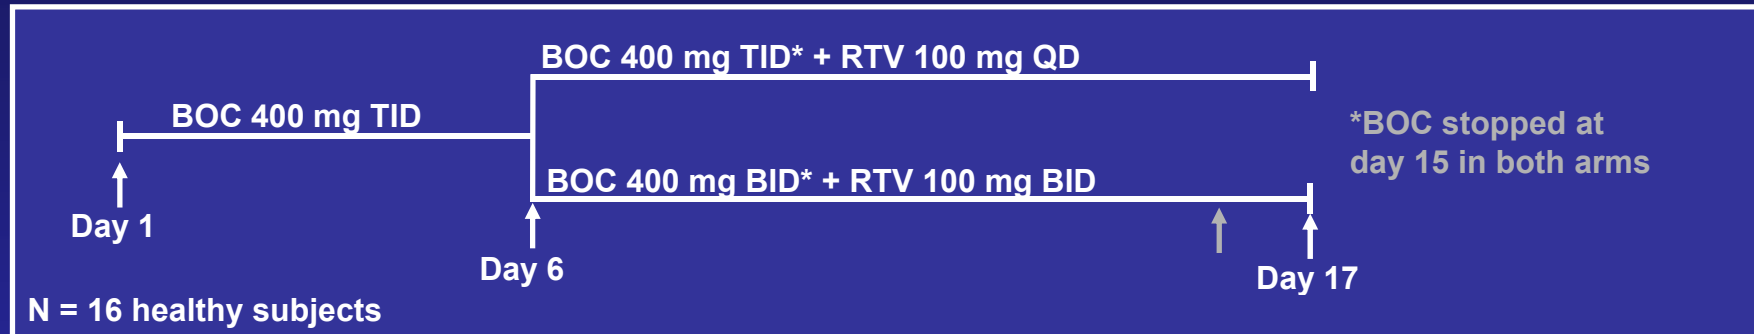 BOC 400 mg TID* + RTV 100 mg QD
BOC 400 mg TID
*BOC stopped at
day 15 in both arms
BOC 400 mg BID* + RTV 100 mg BID
Day 1
Day 6
Day 17
N = 16 healthy subjects